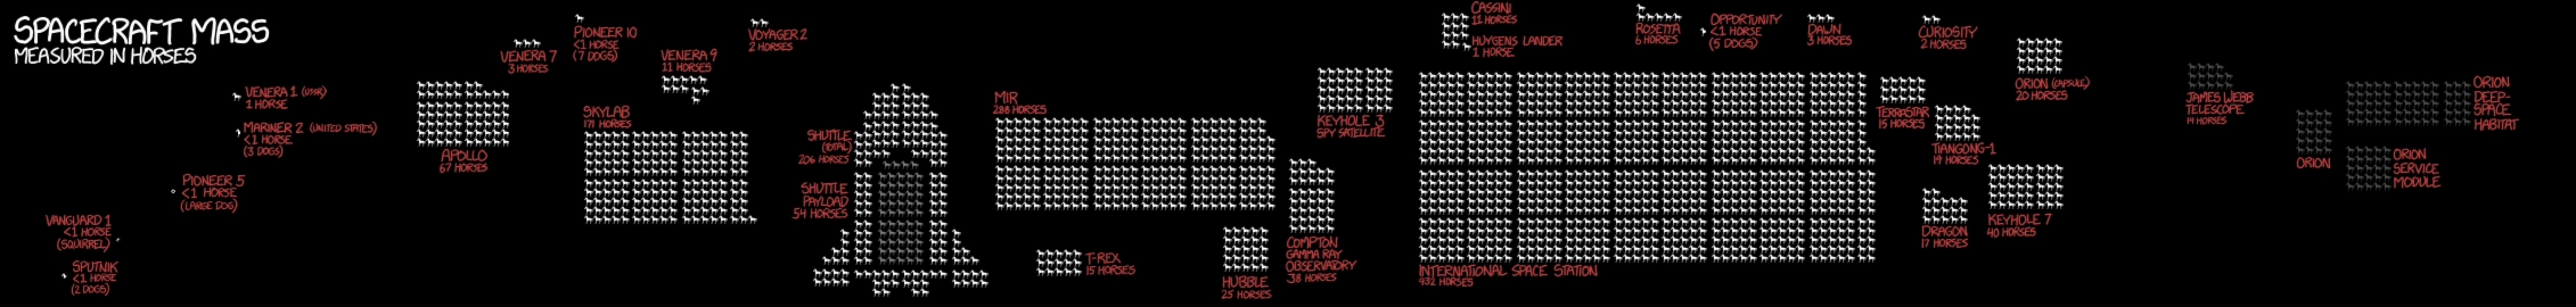 SPACECRAFT MASS
MEASURED IN HORSES
VENERA 1 (USSR)
1 HORSE
MARINER 2 (UNITED STATES)
<1 HORSE
(3 DOGS)
PIONEER 5
<1 HORSE
(LARGE DOG)
VANGUARD 1
<1 HORSE
(SQUIRREL)
SPUTNIK
<1 HORSE
(2 DOGS)
APOLLO
67 HORSES
VENERA 7
3 HORSES
PIONEER 10
<1 HORSE
(7 DOGS)
VENERA 9
11 HORSES
VOYAGER 2
2 HORSES
SKYLAB
171 HORSES
SHUTTLE
(TOTAL)
206 HORSES
SHUTTLE
PAYLOAD
54 HORSES
MIR
288 HORSES
T-REX
15 HORSES
HUBBLE
25 HORSES
COMPTON
GAMMA RAY
OBSERVATORY
38 HORSES
KEYHOLE 3
SPY SATELLITE
CASSINI
11 HORSES
HUYGENS LANDER
1 HORSE
INTERNATIONAL SPACE STATION
932 HORSES
ROSETTA
6 HORSES
OPPORTUNITY
<1 HORSE
(5 DOGS)
DAWN
3 HORSES
CURIOSITY
2 HORSES
TERRASTAR
15 HORSES
TIANGONG-1
19 HORSES
DRAGON
17 HORSES
KEYHOLE 7
40 HORSES
ORION (CAPSULE)
20 HORSES
JAMES WEBB
TELESCOPE
14 HORSES
ORION
ORION
DEEP-
SPACE
HABITAT
ORION
SERVICE
MODULE